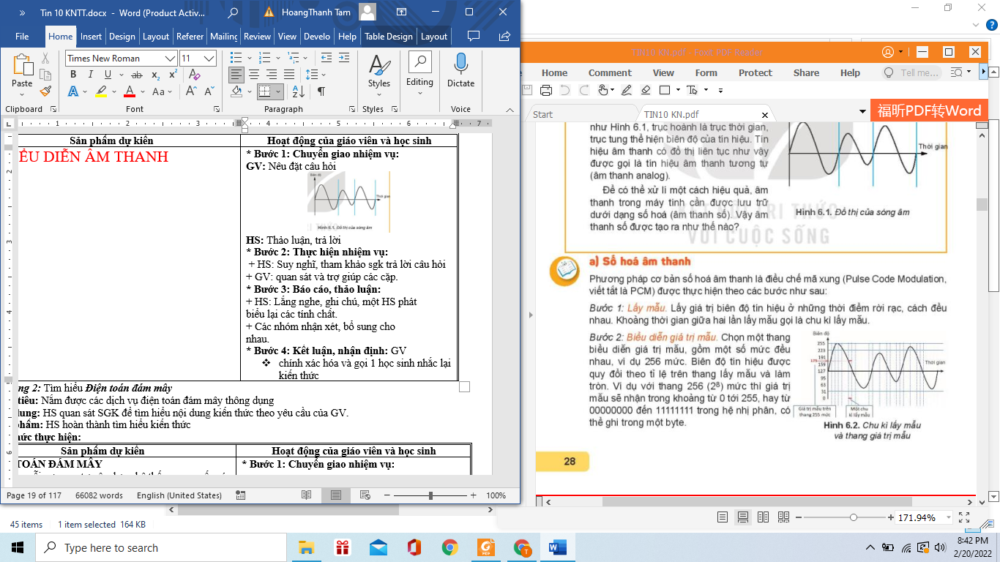 Tin 10 KNTT.docx - Word (Product Activ...
HoangThanh Tam
File Home Insert Design Layout Referer Mailinc Review View Develo Help Table Design Layout
Times New Roman 11
Paste
Styles
Editing
Dictate
Clipboard Font Paragraph Styles Voice
Sản phẩm dự kiến Hoạt động của giáo viên và học sinh
ỂU DIỄN ÂM THANH
* Bước 1: Chuyển giao nhiệm vụ:
GV: Nêu đặt câu hỏi
Biên độ
Thời gian
Hình 6.1. Đồ thị của sóng âm
HS: Thảo luận, trả lời
* Bước 2: Thực hiện nhiệm vụ:
+ HS: Suy nghĩ, tham khảo sgk trả lời câu hỏi
+ GV: quan sát và trợ giúp các cặp.
* Bước 3: Báo cáo, thảo luận:
+ HS: Lắng nghe, ghi chú, một HS phát
biểu lại các tính chất.
+ Các nhóm nhận xét, bổ sung cho
nhau.
* Bước 4: Kết luận, nhận định: GV
❖ chính xác hóa và gọi 1 học sinh nhắc lại
kiến thức
ng 2: Tìm hiểu Điện toán đám mây
tiêu: Nắm được các dịch vụ điện toán đám mây thông dụng
lung: HS quan sát SGK để tìm hiểu nội dung kiến thức theo yêu cầu của GV.
hẩm: HS hoàn thành tìm hiểu kiến thức
hức thực hiện:
Sản phẩm dự kiến Hoạt động của giáo viên và học sinh
TOÁN ĐÁM MÂY * Bước 1: Chuyển giao nhiệm vụ:
Page 19 of 117 66082 words English (United States) 100%
TIN10 KN.pdf - Foxit PDF Reader
Home Comment View Form Protect Share Help Tell me...
Start TIN10 KN.pdf 福昕PDF转Word
như Hình 6.1, trục hoành là trục thời gian,
trục tung thể hiện biên độ của tín hiệu. Tín
hiệu âm thanh có đồ thị liên tục như vậy
được gọi là tín hiệu âm thanh tương tự
(âm thanh analog).
Để có thể xử lí một cách hiệu quả, âm
thanh trong máy tính cần được lưu trữ
dưới dạng số hoá (âm thanh số). Vậy âm
thanh số được tạo ra như thế nào?
Thời gian
Hình 6.1. Đồ thị của sóng âm
VỚI CUỘC SỐNG
a) Số hoá âm thanh
Phương pháp cơ bản số hoá âm thanh là điều chế mã xung (Pulse Code Modulation,
viết tắt là PCM) được thực hiện theo các bước như sau:
Bước 1: Lấy mẫu. Lấy giá trị biên độ tín hiệu ở những thời điểm rời rạc, cách đều
nhau. Khoảng thời gian giữa hai lần lấy mẫu gọi là chu kì lấy mẫu.
Bước 2: Biểu diễn giá trị mẫu. Chọn một thang
biểu diễn giá trị mẫu, gồm một số mức đều
nhau, ví dụ 256 mức. Biên độ tín hiệu được
quy đổi theo tỉ lệ trên thang lấy mẫu và làm
tròn. Ví dụ với thang 256 (2⁸) mức thì giá trị
mẫu sẽ nhận trong khoảng từ 0 tới 255, hay từ
00000000 đến 11111111 trong hệ nhị phân, có
thể ghi trong một byte.
Biên độ
255
223
191
175
159
127
95
63
31
0
Thời gian
Giá trị mẫu trên
thang 255 mức
Một chu
kì lấy mẫu
Hình 6.2. Chu kì lấy mẫu
và thang giá trị mẫu
28
171.94%
45 items 1 item selected 164 KB
Type here to search
8:42 PM
2/20/2022